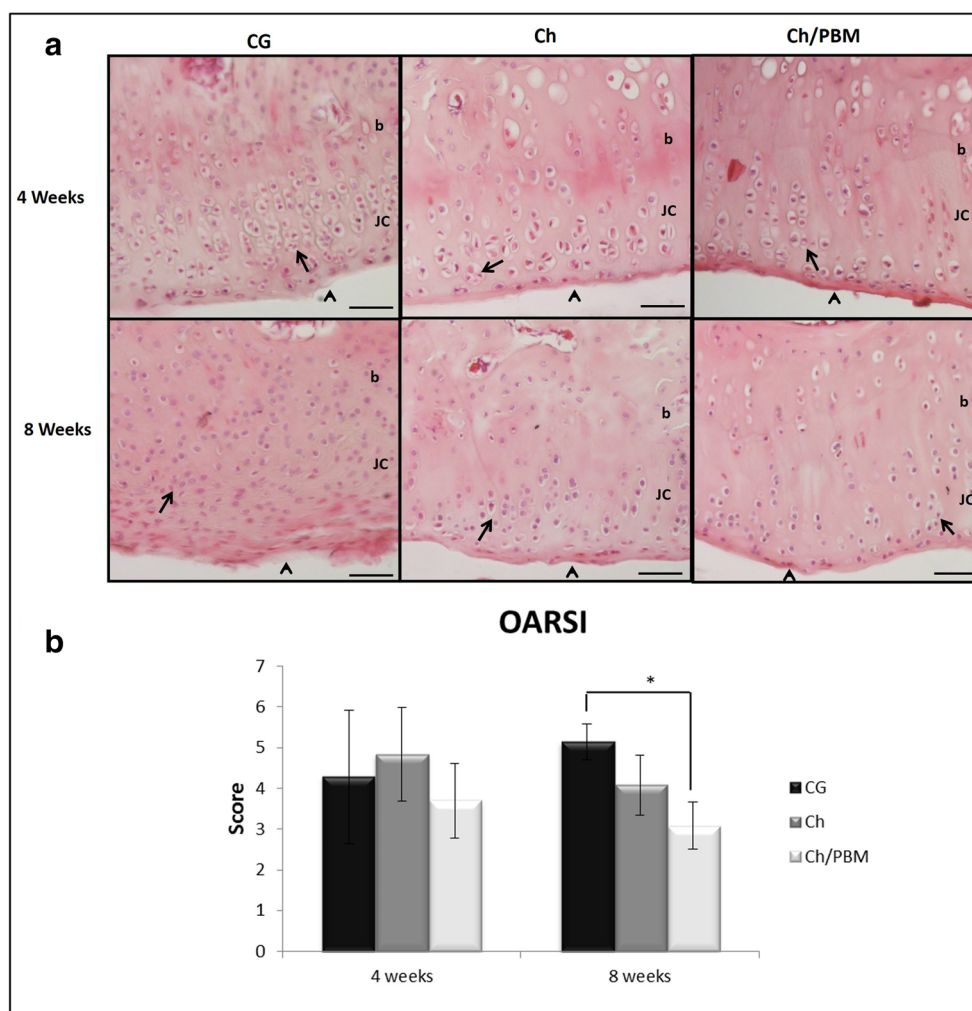 a
CG
Ch
Ch/PBM
4 Weeks
b
JC
b
JC
b
JC
8 Weeks
b
JC
b
JC
b
JC
b
OARSI
Score
7
6
5
4
3
2
1
0
*
4 weeks
8 weeks
CG
Ch
Ch/PBM